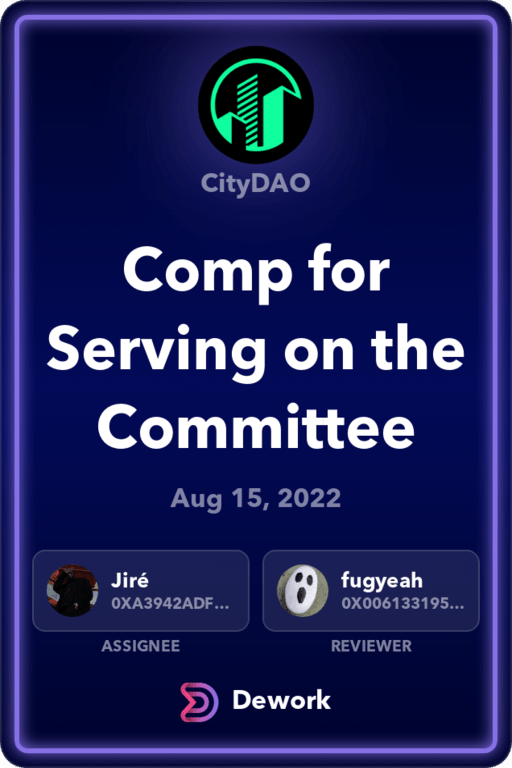 CityDAO
Comp for
Serving on the
Committee
Aug 15, 2022
Jiré
0XA3942ADF...
fugyeah
0X006133195...
ASSIGNEE
REVIEWER
Dework